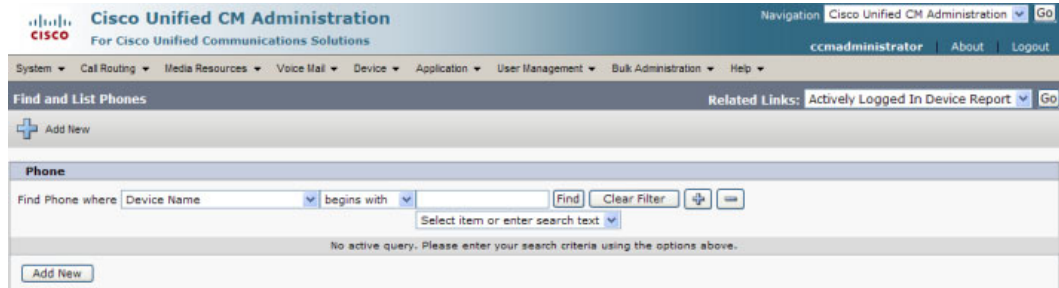 Cisco Unified CM Administration
Navigation Cisco Unified CM Administration Go
CISCO
For Cisco Unified Communications Solutions
ccmadministrator About Logout
System Call Routing Media Resources Voice Mail Device Application User Management Bulk Administration Help
Find and List Phones
Related Links: Actively Logged In Device Report Go
Add New
Phone
Find Phone where Device Name begins with Find Clear Filter
Select item or enter search text
No active query. Please enter your search criteria using the options above.
Add New